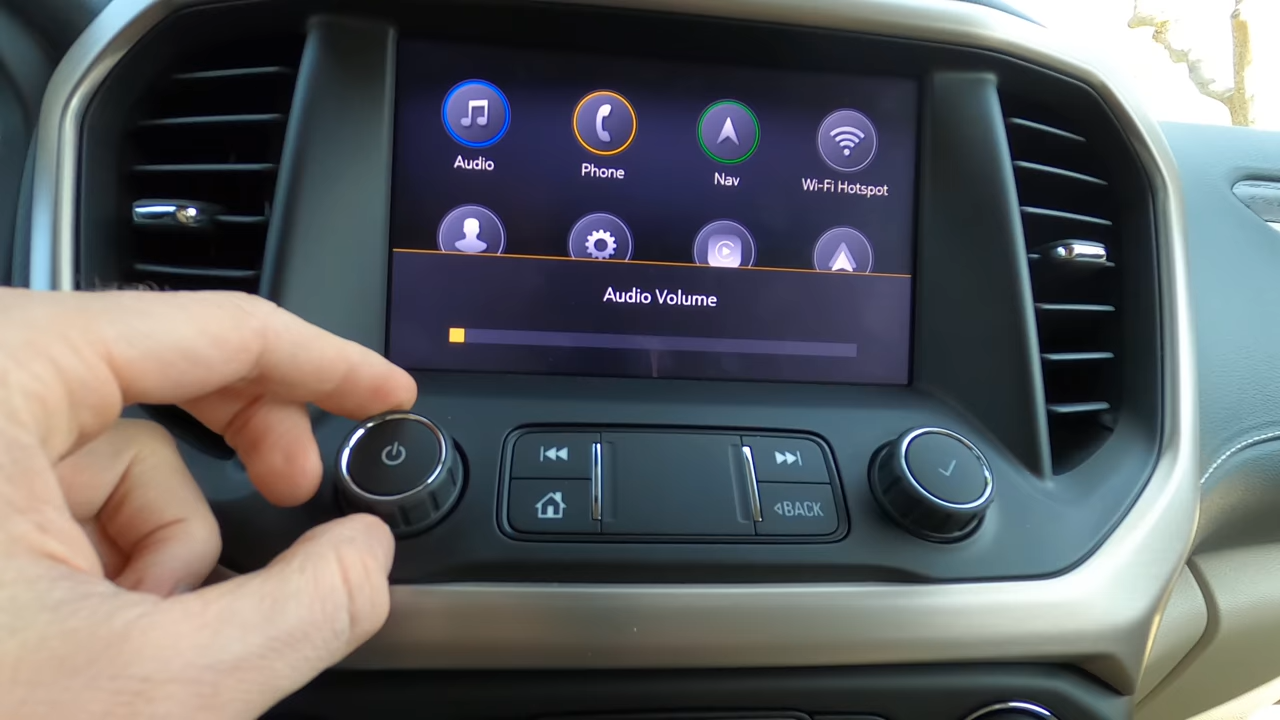 Audio
Phone
Nav
Wi-Fi Hotspot
Audio Volume
BACK